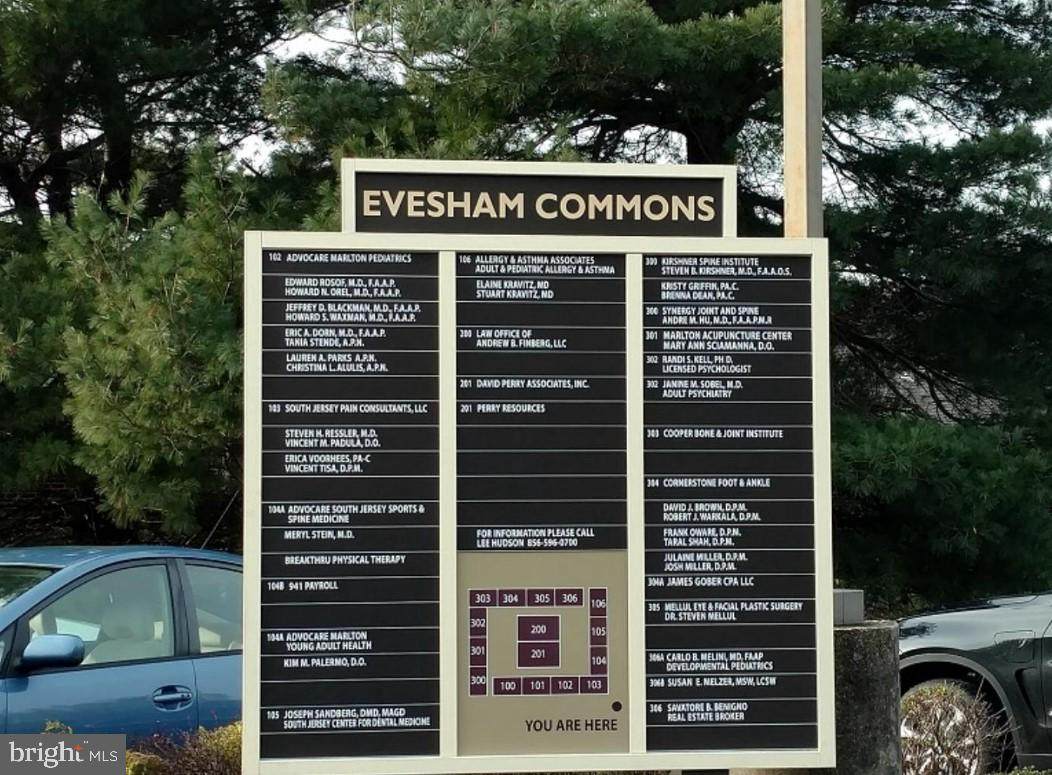 EVESHAM COMMONS
102 ADVOCARE MARLTON PEDIATRICS
EDWARD ROSOF, M.D., F.A.A.P.
HOWARD N. OREL, M.D., F.A.A.P.
JEFFREY D. BLACKMAN, M.D., F.A.A.P.
HOWARD S. WAXMAN, M.D., F.A.A.P.
ERIC A. DORN, M.D., F.A.A.P.
TANIA STENDE, A.P.N.
LAUREN A. PARKS A.P.N.
CHRISTINA L. ALULIS, A.P.N.
103 SOUTH JERSEY PAIN CONSULTANTS, LLC
STEVEN H. RESSLER, M.D.
VINCENT M. PADULA, D.O.
ERICA VOORHEES, PA-C
VINCENT TISA, D.P.M.
104A ADVOCARE SOUTH JERSEY SPORTS &
SPINE MEDICINE
MERYL STEIN, M.D.
BREAKTHRU PHYSICAL THERAPY
104B 941 PAYROLL
104A ADVOCARE MARLTON
YOUNG ADULT HEALTH
KIM M. PALERMO, D.O.
105 JOSEPH SANDBERG, DMD, MAGD
SOUTH JERSEY CENTER FOR DENTAL MEDICINE
106 ALLERGY & ASTHMA ASSOCIATES
ADULT & PEDIATRIC ALLERGY & ASTHMA
ELAINE KRAVITZ, MD
STUART KRAVITZ, MD
200 LAW OFFICE OF
ANDREW B. FINBERG, LLC
201 DAVID PERRY ASSOCIATES, INC.
201 PERRY RESOURCES
FOR INFORMATION PLEASE CALL
LEE HUDSON 856-596-0700
303 304 305 306
106
302
200
105
301
201
104
300
100 101 102 103
YOU ARE HERE
300 KIRSHNER SPINE INSTITUTE
STEVEN B. KIRSHNER, M.D., F.A.A.O.S.
KRISTY GRIFFIN, PA.C.
BRENNA DEAN, PA.C.
300 SYNERGY JOINT AND SPINE
ANDRE M. HU, M.D., F.A.A.P.M.R
301 MARLTON ACUPUNCTURE CENTER
MARY ANN SCIAMANNA, D.O.
302 RANDI S. KELL, PH D.
LICENSED PSYCHOLOGIST
302 JANINE M. SOBEL, M.D.
ADULT PSYCHIATRY
303 COOPER BONE & JOINT INSTITUTE
304 CORNERSTONE FOOT & ANKLE
DAVID J. BROWN, D.P.M.
ROBERT J. WARKALA, D.P.M.
FRANK OWARE, D.P.M.
TARAL SHAH, D.P.M.
JULAINE MILLER, D.P.M.
JOSH MILLER, D.P.M.
304A JAMES GOBER CPA LLC
305 MELLUL EYE & FACIAL PLASTIC SURGERY
DR. STEVEN MELLUL
306A CARLO B. MELINI, MD, FAAP
DEVELOPMENTAL PEDIATRICS
306B SUSAN E. MELZER, MSW, LCSW
306 SAVATORE B. BENIGNO
REAL ESTATE BROKER
bright MLS